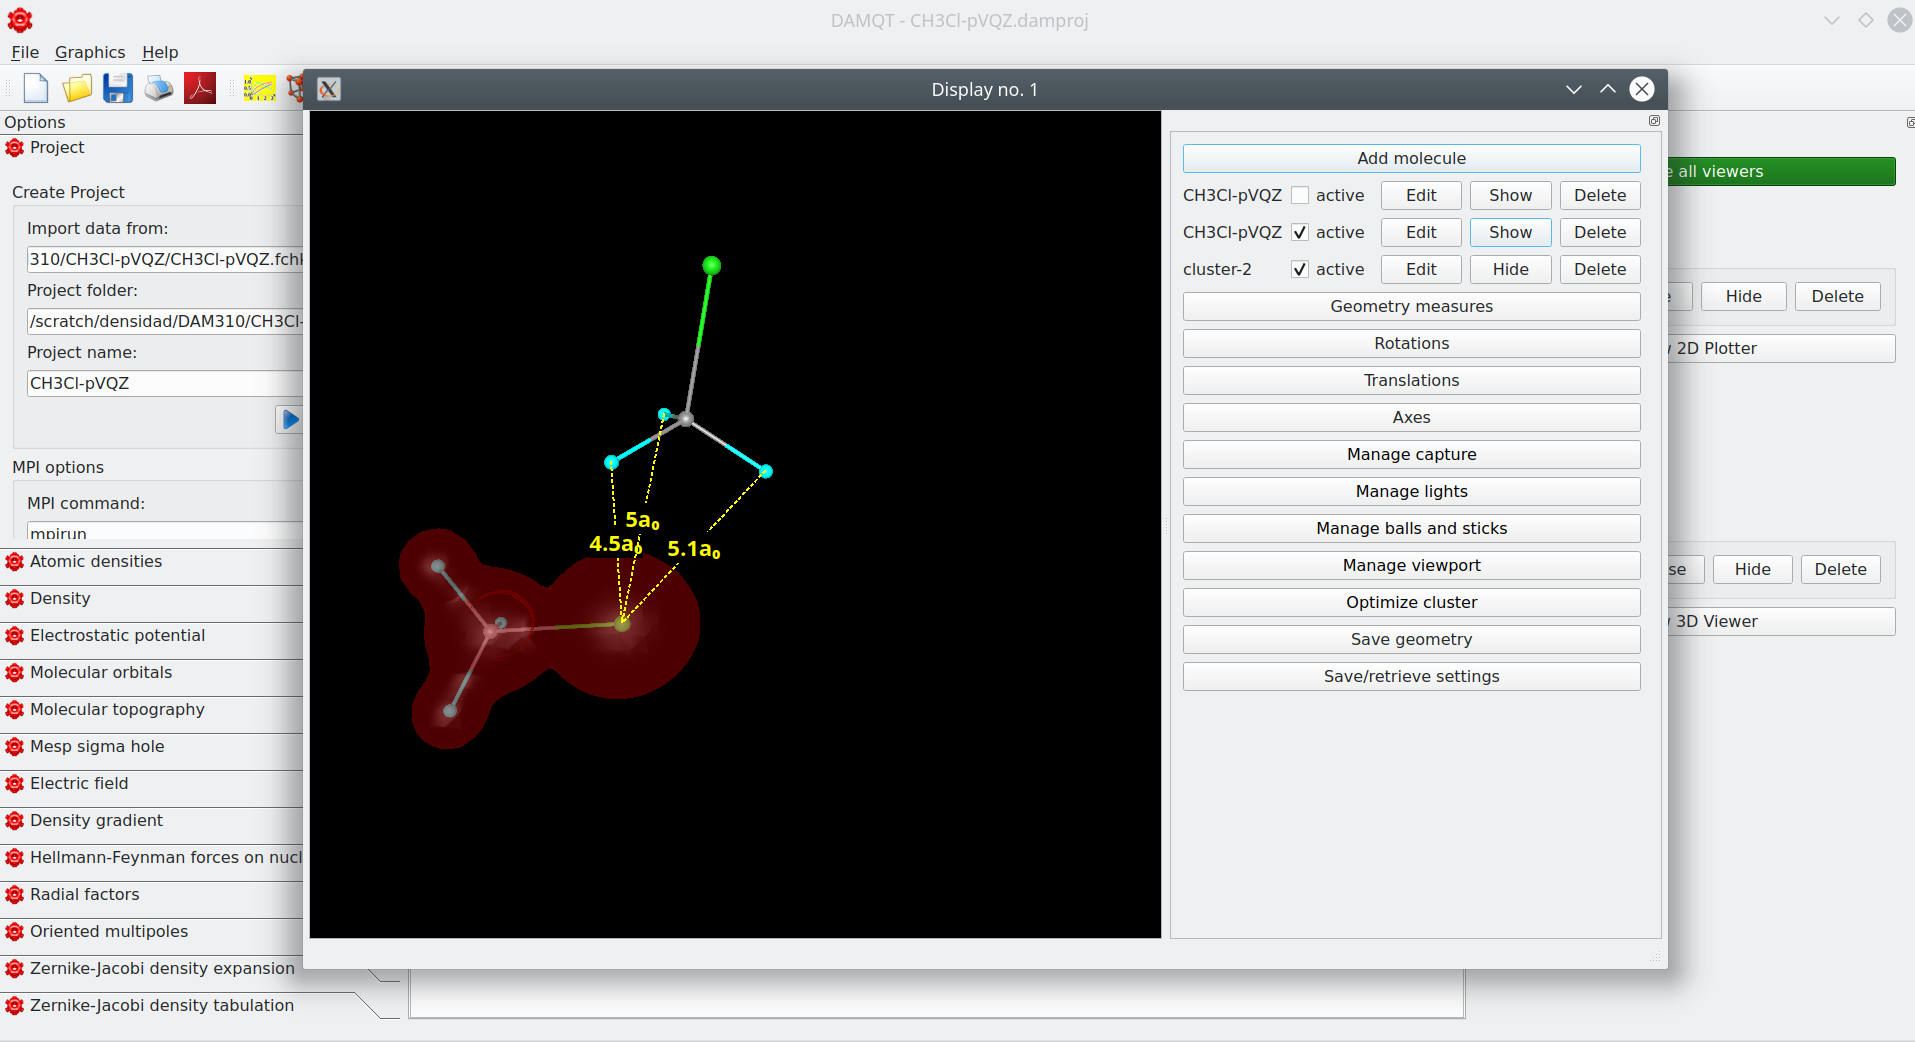 DAMQT - CH3Cl-pVQZ.damproj
File Graphics Help
Display no. 1
Options
Project
Create Project
Import data from:
310/CH3Cl-pVQZ/CH3Cl-pVQZ.fch
Project folder:
/scratch/densidad/DAM310/CH3Cl-
Project name:
CH3Cl-pVQZ
MPI options
MPI command:
mpirun
Atomic densities
Density
Electrostatic potential
Molecular orbitals
Molecular topography
Mesp sigma hole
Electric field
Density gradient
Hellmann-Feynman forces on nucl
Radial factors
Oriented multipoles
Zernike-Jacobi density expansion
Zernike-Jacobi density tabulation
5a₀
4.5a₀
5.1a₀
Add molecule
CH3Cl-pVQZ active Edit Show Delete
CH3Cl-pVQZ active Edit Show Delete
cluster-2 active Edit Hide Delete
Geometry measures
Rotations
Translations
Axes
Manage capture
Manage lights
Manage balls and sticks
Manage viewport
Optimize cluster
Save geometry
Save/retrieve settings
all viewers
Hide Delete
2D Plotter
se Hide Delete
3D Viewer